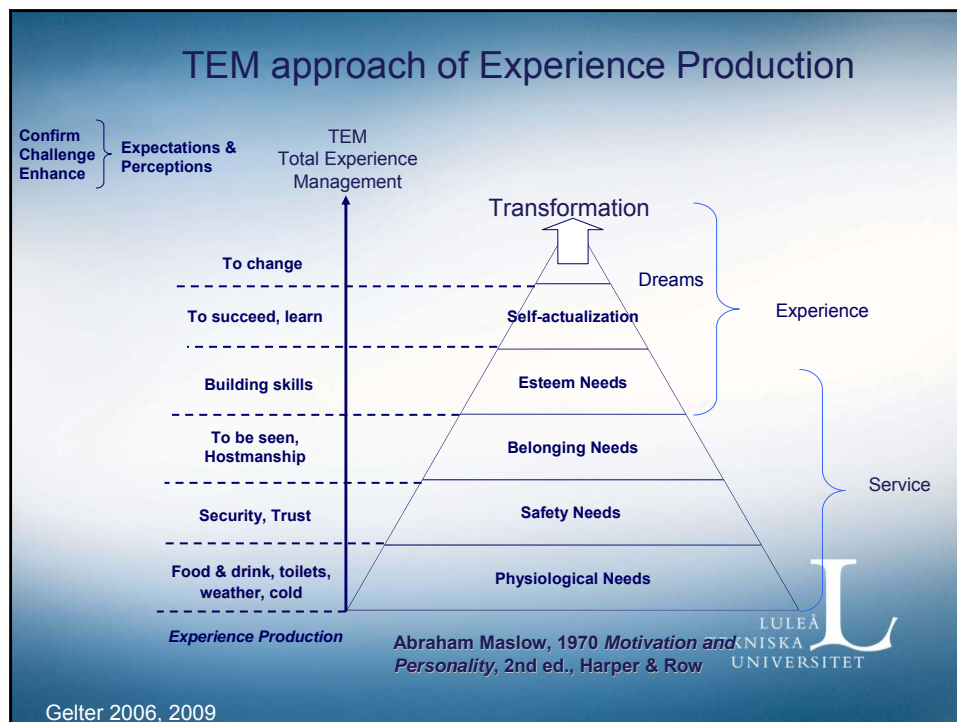 TEM approach of Experience Production
Confirm
Challenge
Enhance
Expectations &
Perceptions
TEM
Total Experience
Management
Transformation
To change
Dreams
Experience
To succeed, learn
Self-actualization
Building skills
Esteem Needs
To be seen,
Hostmanship
Belonging Needs
Service
Security, Trust
Safety Needs
Food & drink, toilets,
weather, cold
Physiological Needs
Experience Production
Abraham Maslow, 1970 Motivation and
Personality, 2nd ed., Harper & Row
L
LULEÅ
TEKNISKA
UNIVERSITET
Gelter 2006, 2009